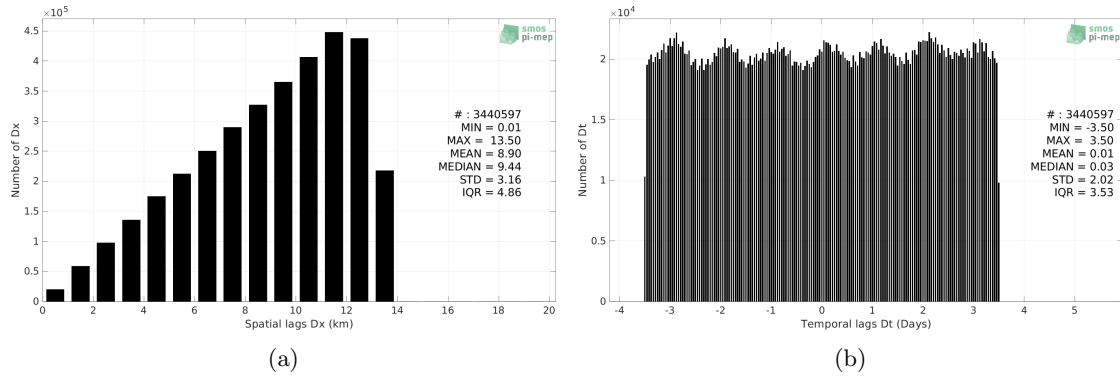 ×10⁵
4.5
4
3.5
3
2.5
2
1.5
1
0.5
0
Number of Dx
0 2 4 6 8 10 12 14 16 18 20
Spatial lags Dx (km)
smos
pi-mep
# : 3440597
MIN = 0.01
MAX = 13.50
MEAN = 8.90
MEDIAN = 9.44
STD = 3.16
IQR = 4.86
(a)
×10⁴
2
1.5
1
0.5
0
Number of Dt
-4 -3 -2 -1 0 1 2 3 4 5
Temporal lags Dt (Days)
smos
pi-mep
# : 3440597
MIN = -3.50
MAX = 3.50
MEAN = 0.01
MEDIAN = 0.03
STD = 2.02
IQR = 3.53
(b)